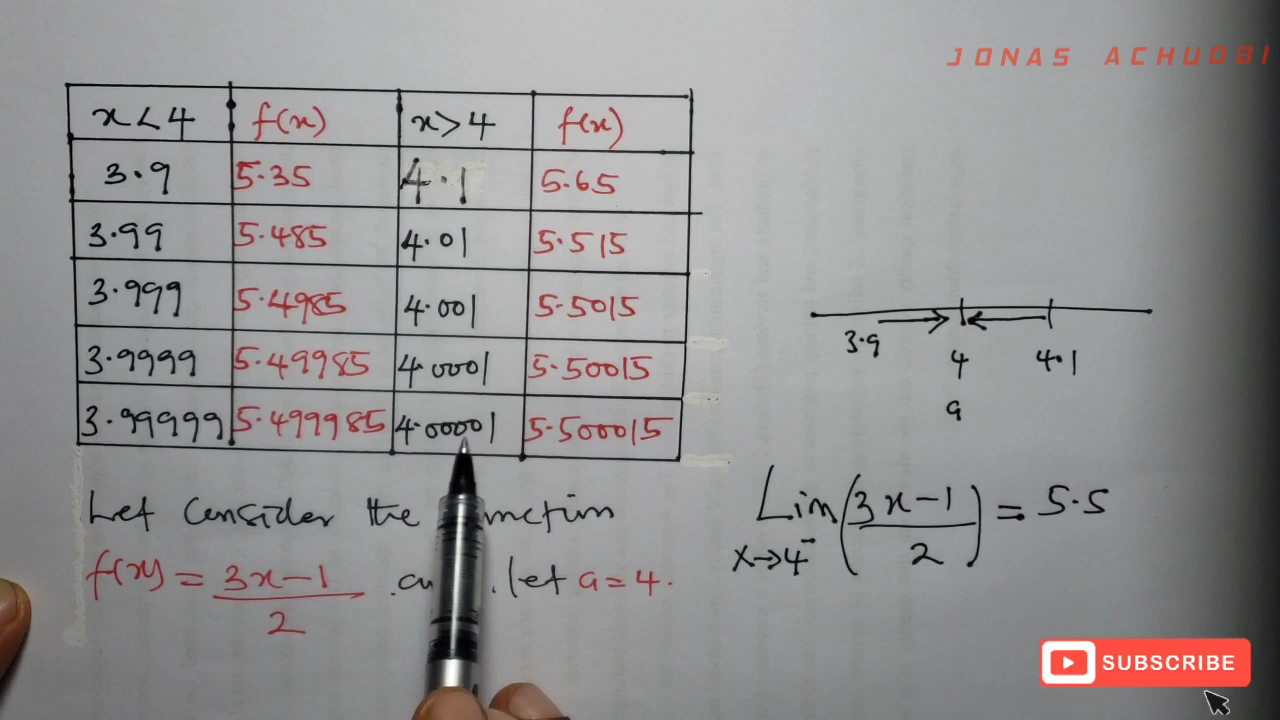 JONAS ACHUOBI
x<4 f(x) x>4 f(x)
3.9 5.35 4.1 5.65
3.99 5.485 4.01 5.515
3.999 5.4985 4.001 5.5015
3.9999 5.49985 4.0001 5.50015
3.99999 5.499985 4.00001 5.500015
3.9 4 4.1
a
Let Consider the
f(x) = 3x-1
2
let a=4.
Lim (3x-1) = 5.5
x→4⁻ 2
SUBSCRIBE